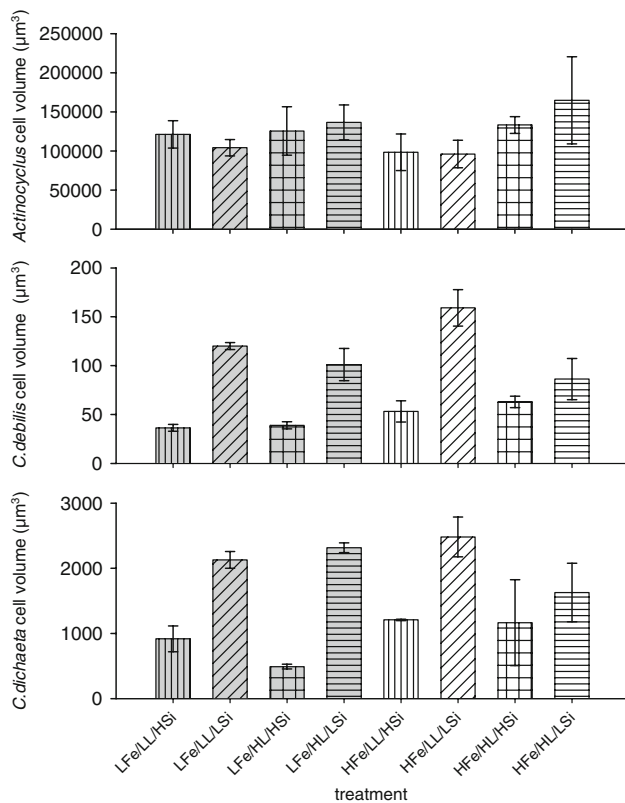 Actinocyclus cell volume (µm³)
250000
200000
150000
100000
50000
0
C.debilis cell volume (µm³)
200
150
100
50
0
C.dichaeta cell volume (µm³)
3000
2000
1000
0
LFe/LL/HSi
LFe/LL/LSi
LFe/HL/HSi
LFe/HL/LSi
HFe/LL/HSi
HFe/LL/LSi
HFe/HL/HSi
HFe/HL/LSi
treatment